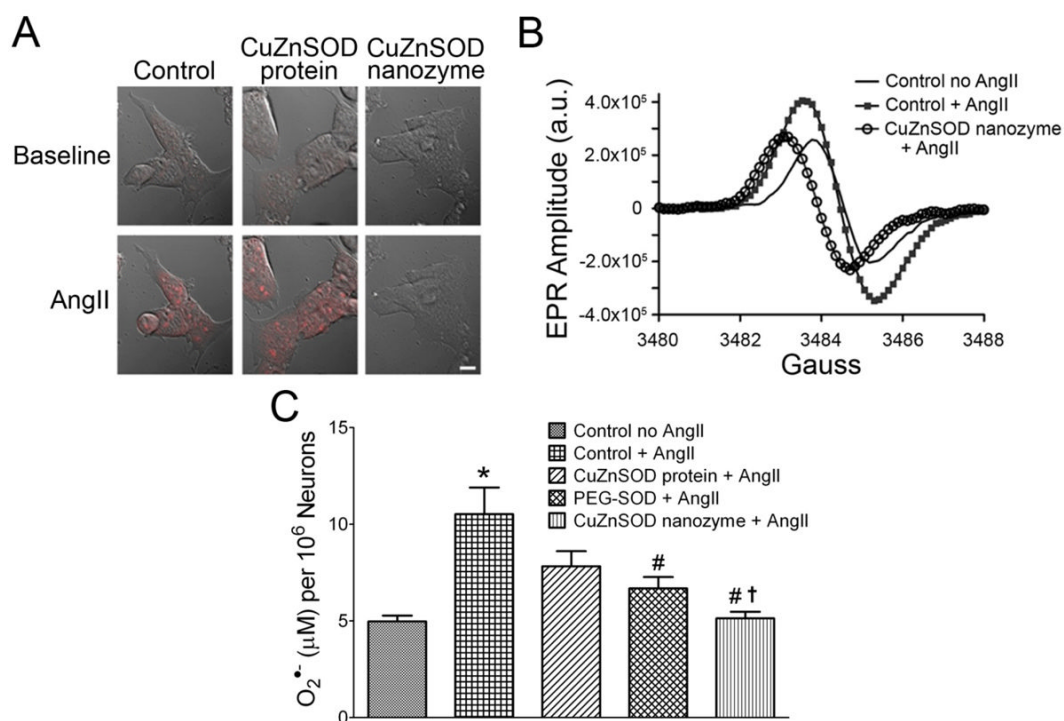 A
Control
CuZnSOD
protein
CuZnSOD
nanozyme
Baseline
AngII
B
EPR Amplitude (a.u.)
4.0x10⁵
2.0x10⁵
0
-2.0x10⁵
-4.0x10⁵
3480
3482
3484
3486
3488
Gauss
Control no AngII
Control + AngII
CuZnSOD nanozyme
+ AngII
C
O₂•⁻ (µM) per 10⁶ Neurons
15
10
5
0
*
#
# †
Control no AngII
Control + AngII
CuZnSOD protein + AngII
PEG-SOD + AngII
CuZnSOD nanozyme + AngII